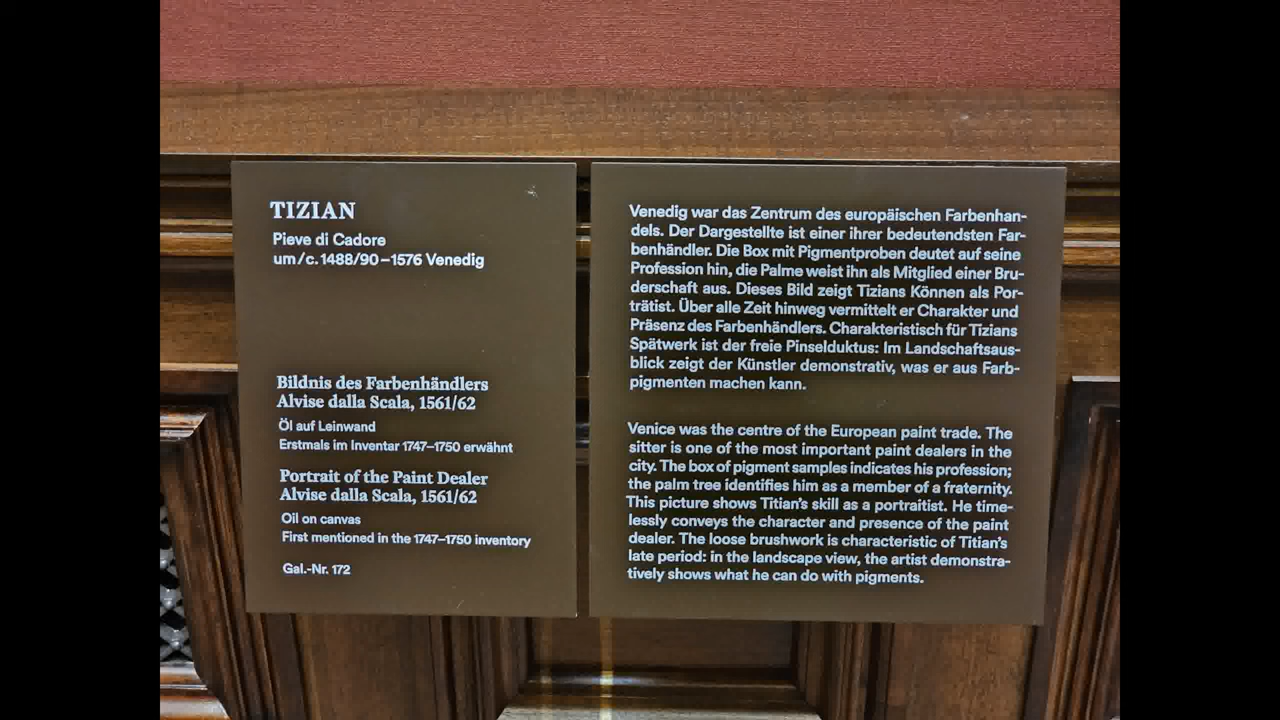 TIZIAN
Pieve di Cadore
um/c. 1488/90–1576 Venedig
Bildnis des Farbenhändlers
Alvise dalla Scala, 1561/62
Öl auf Leinwand
Erstmals im Inventar 1747–1750 erwähnt
Portrait of the Paint Dealer
Alvise dalla Scala, 1561/62
Oil on canvas
First mentioned in the 1747–1750 inventory
Gal.-Nr. 172
Venedig war das Zentrum des europäischen Farbenhan-
dels. Der Dargestellte ist einer ihrer bedeutendsten Far-
benhändler. Die Box mit Pigmentproben deutet auf seine
Profession hin, die Palme weist ihn als Mitglied einer Bru-
derschaft aus. Dieses Bild zeigt Tizians Können als Por-
trätist. Über alle Zeit hinweg vermittelt er Charakter und
Präsenz des Farbenhändlers. Charakteristisch für Tizians
Spätwerk ist der freie Pinselduktus: Im Landschaftsaus-
blick zeigt der Künstler demonstrativ, was er aus Farb-
pigmenten machen kann.
Venice was the centre of the European paint trade. The
sitter is one of the most important paint dealers in the
city. The box of pigment samples indicates his profession;
the palm tree identifies him as a member of a fraternity.
This picture shows Titian's skill as a portraitist. He time-
lessly conveys the character and presence of the paint
dealer. The loose brushwork is characteristic of Titian's
late period: in the landscape view, the artist demonstra-
tively shows what he can do with pigments.